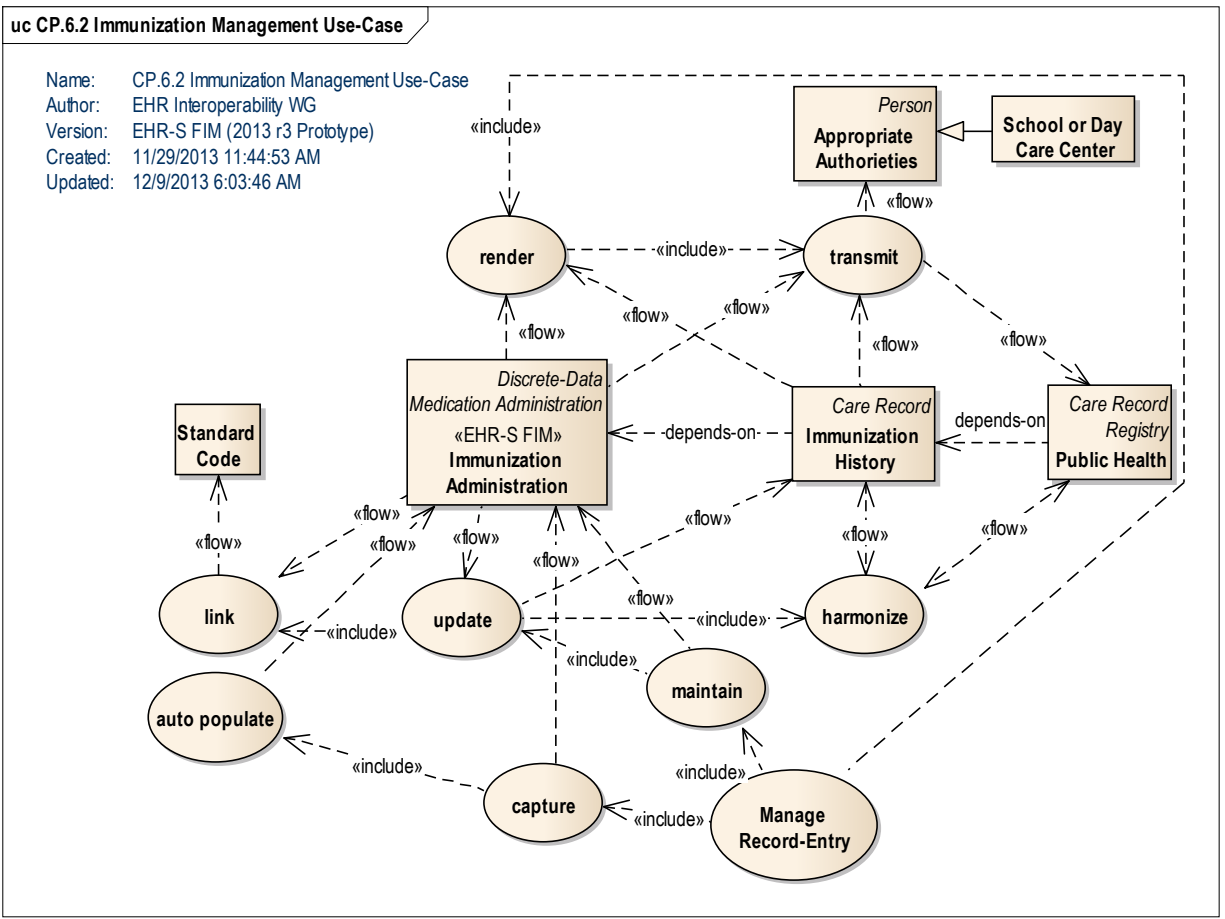 uc CP.6.2 Immunization Management Use-Case
Name: CP.6.2 Immunization Management Use-Case
Author: EHR Interoperability WG
Version: EHR-S FIM (2013 r3 Prototype)
Created: 11/29/2013 11:44:53 AM
Updated: 12/9/2013 6:03:46 AM
«include»
Person
Appropriate
Authorieties
School or Day
Care Center
«flow»
render
«include»
transmit
«flow»
«flow»
«flow»
«flow»
«flow»
«flow»
Discrete-Data
Medication Administration
«EHR-S FIM»
Immunization
Administration
depends-on
Care Record
Immunization
History
depends-on
Care Record
Registry
Public Health
Standard
Code
«flow»
«flow»
«flow»
«flow»
«flow»
«flow»
«flow»
«flow»
«flow»
link
«include»
update
«include»
harmonize
«include»
maintain
auto populate
«include»
capture
«include»
«include»
Manage
Record-Entry